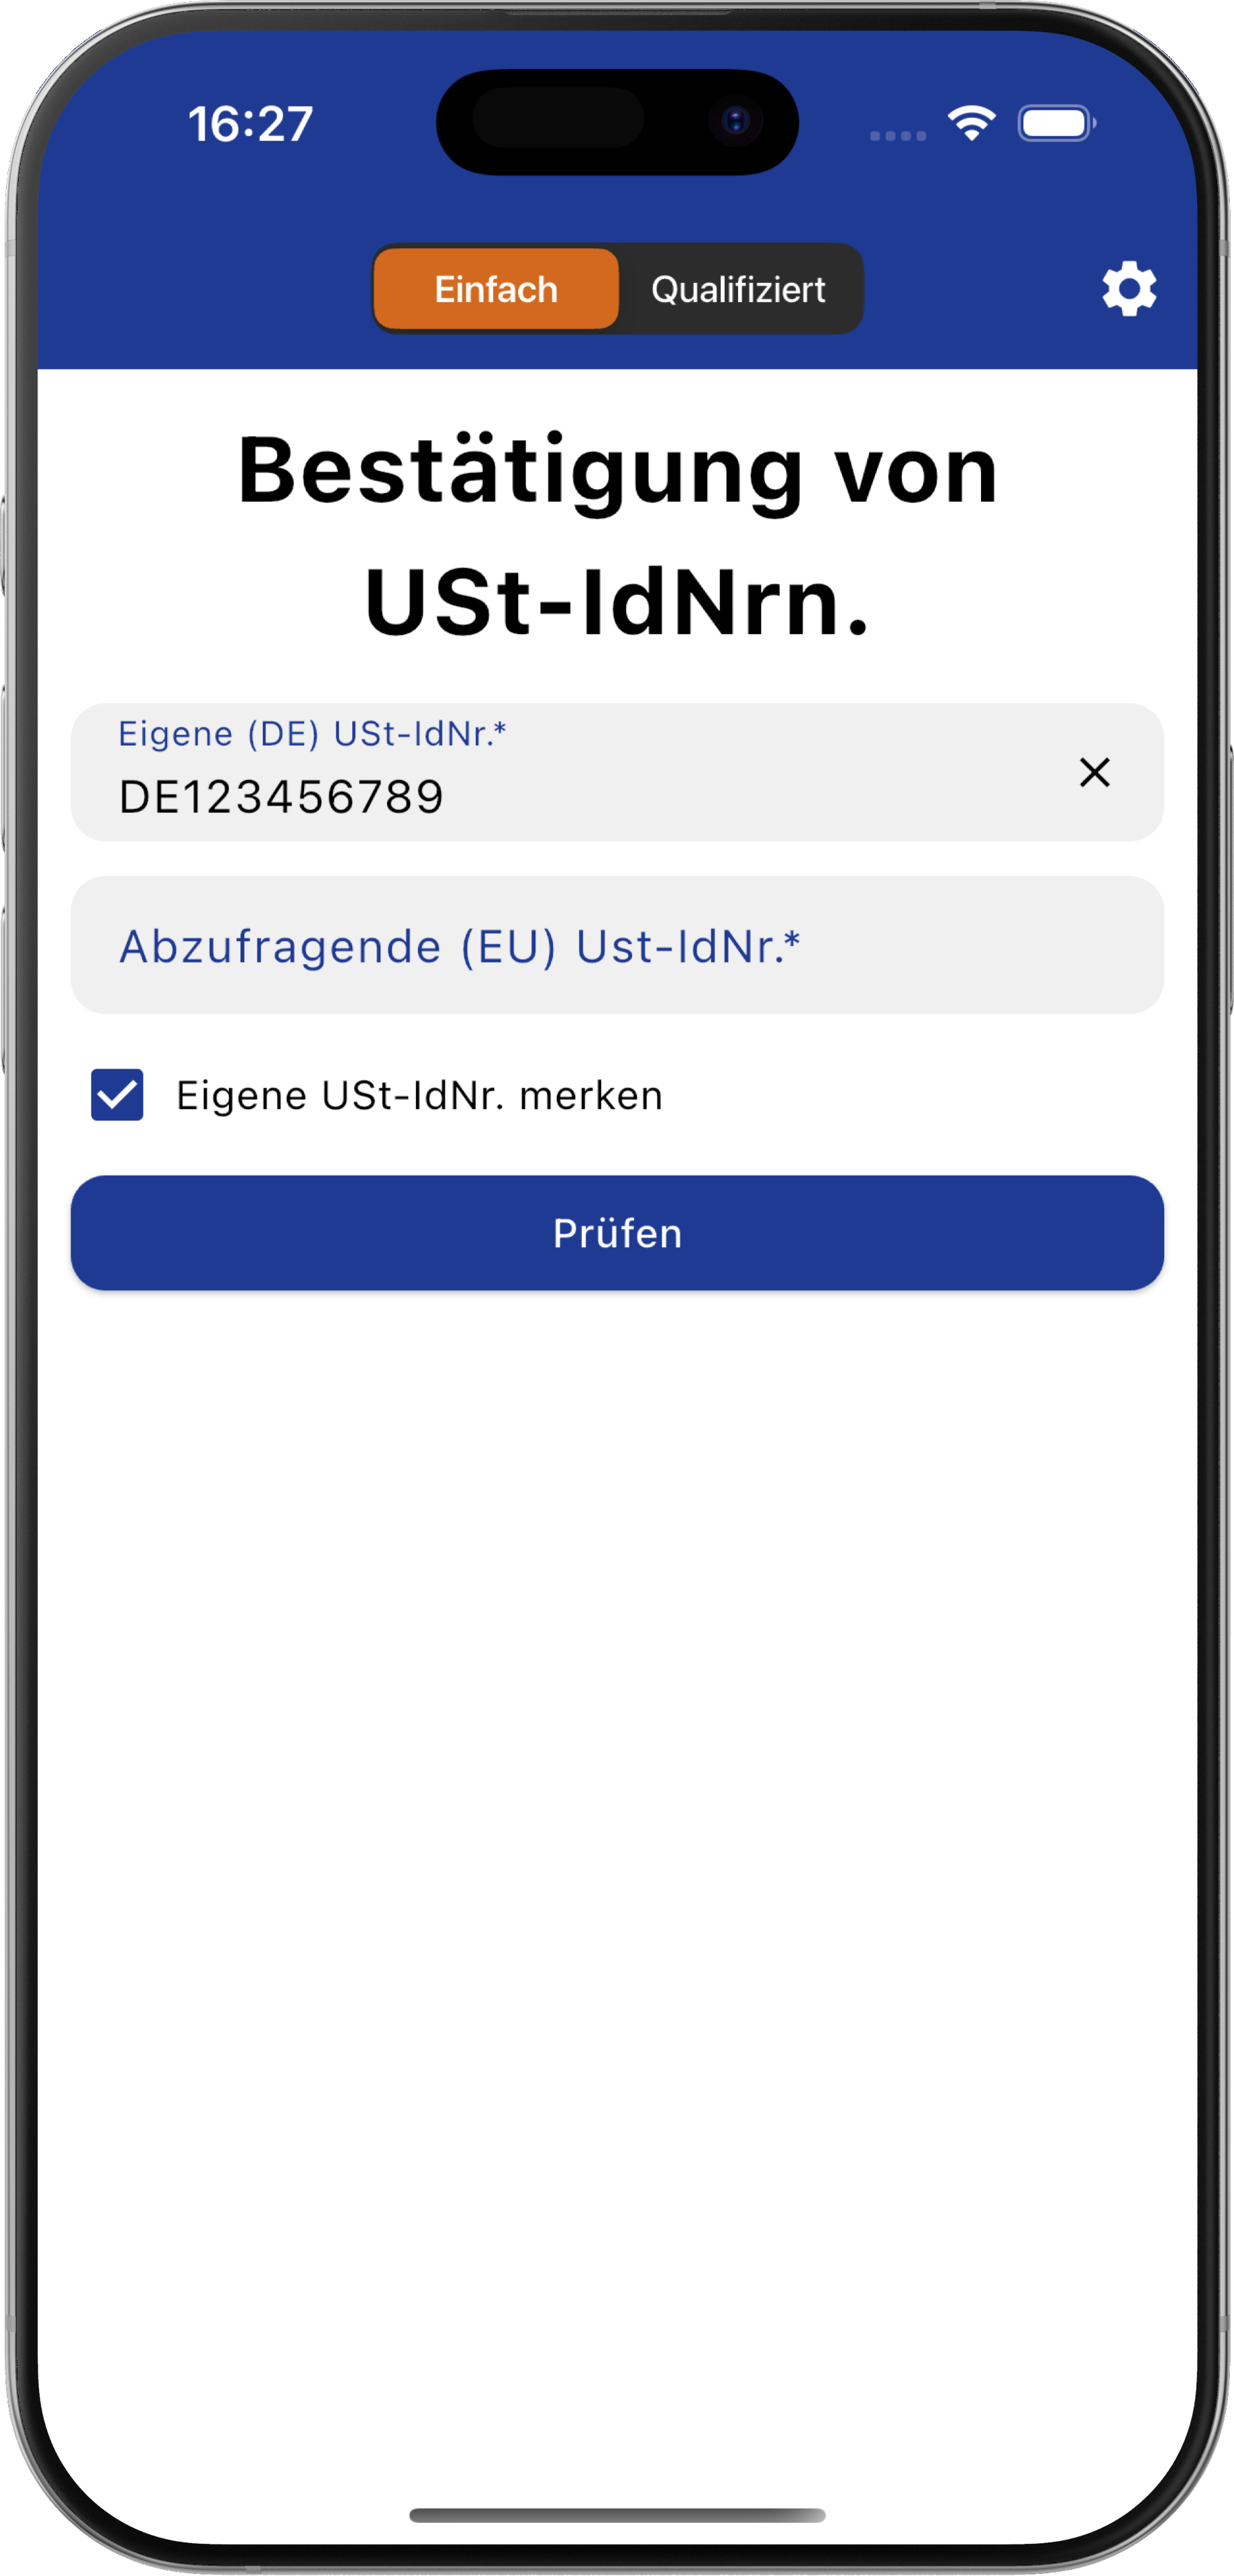 16:27
Einfach Qualifiziert
Bestätigung von
USt-IdNrn.
Eigene (DE) USt-IdNr.*
DE123456789
Abzufragende (EU) Ust-IdNr.*
Eigene USt-IdNr. merken
Prüfen